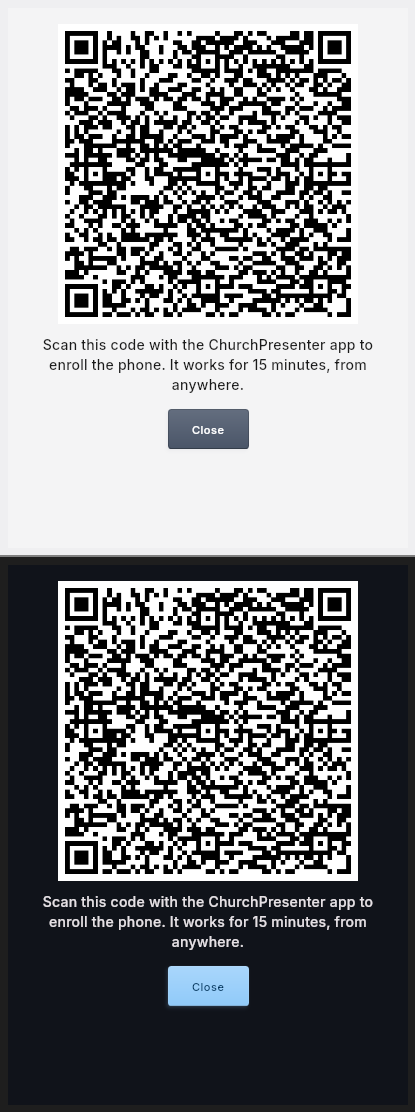 Scan this code with the ChurchPresenter app to
enroll the phone. It works for 15 minutes, from
anywhere.
Close
Scan this code with the ChurchPresenter app to
enroll the phone. It works for 15 minutes, from
anywhere.
Close